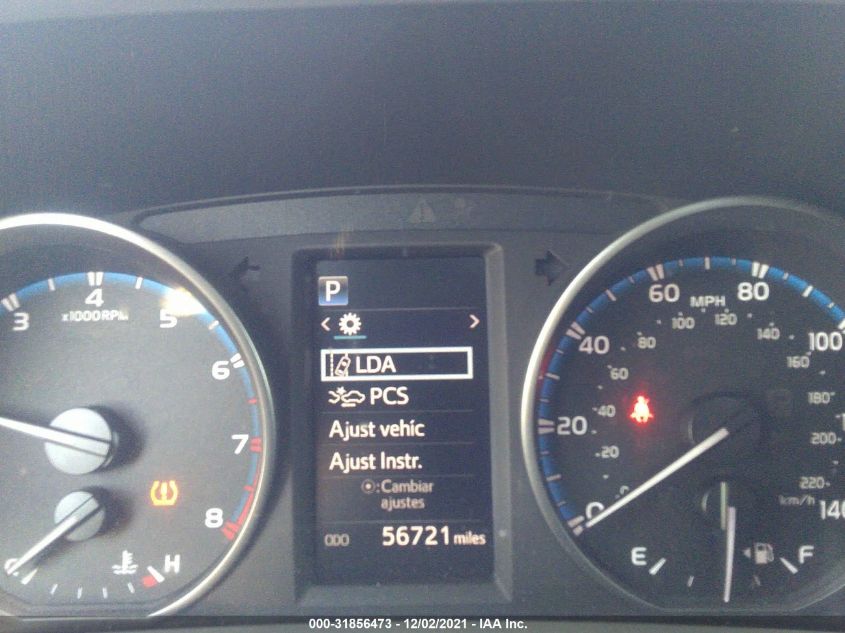 3 4 5 6 7 8
x1000RPM
H
P
LDA
PCS
Ajust vehíc
Ajust Instr.
:Cambiar
ajustes
ODO 56721 miles
0 20 40 60 80 100 140
MPH
20 40 60 80 100 120 140 160 180 200 220
km/h
E F
000-31856473 - 12/02/2021 - IAA Inc.